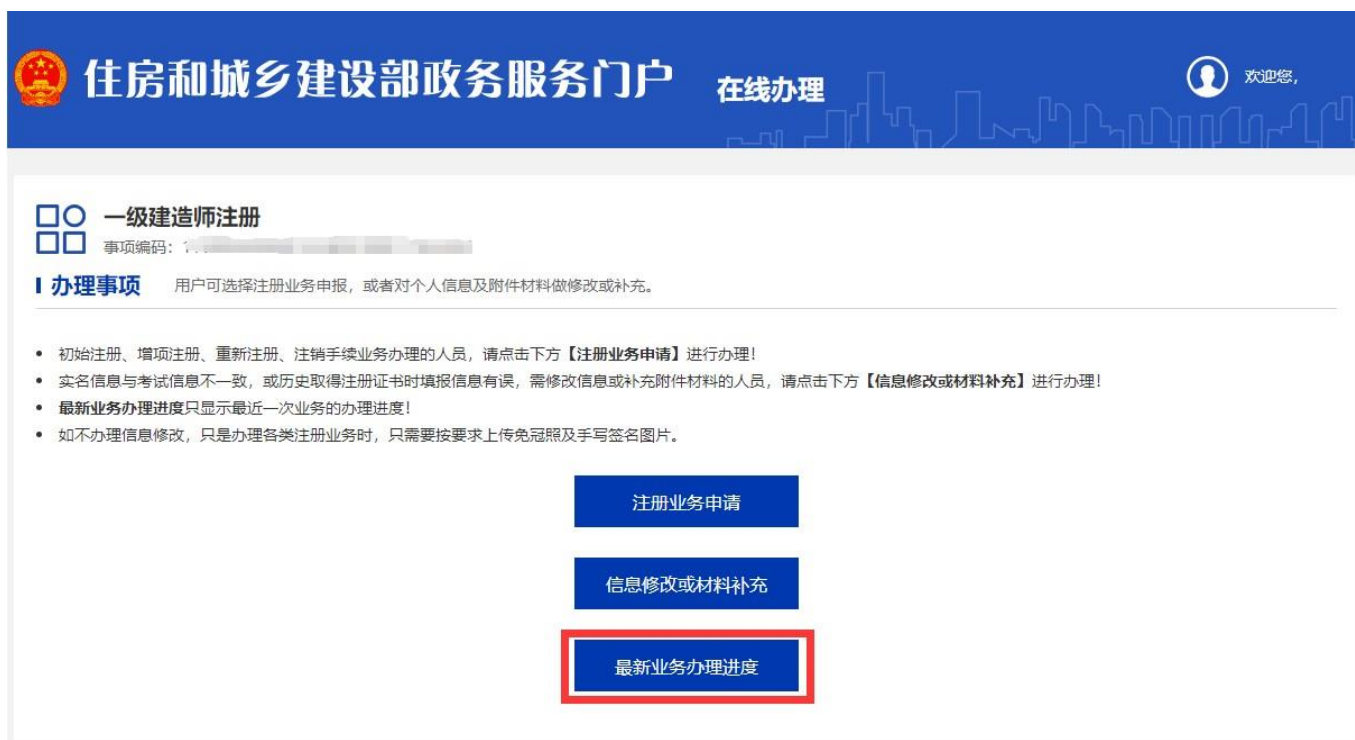 住房和城乡建设部政务服务门户 在线办理 欢迎您,
一级建造师注册
事项编码:
办理事项 用户可选择注册业务申报，或者对个人信息及附件材料做修改或补充。
• 初始注册、增项注册、重新注册、注销手续业务办理的人员，请点击下方【注册业务申请】进行办理！
• 实名信息与考试信息不一致，或历史取得注册证书时填报信息有误，需修改信息或补充附件材料的人员，请点击下方【信息修改或材料补充】进行办理！
• 最新业务办理进度只显示最近一次业务的办理进度！
• 如不办理信息修改，只是办理各类注册业务时，只需要按要求上传免冠照及手写签名图片。
注册业务申请
信息修改或材料补充
最新业务办理进度